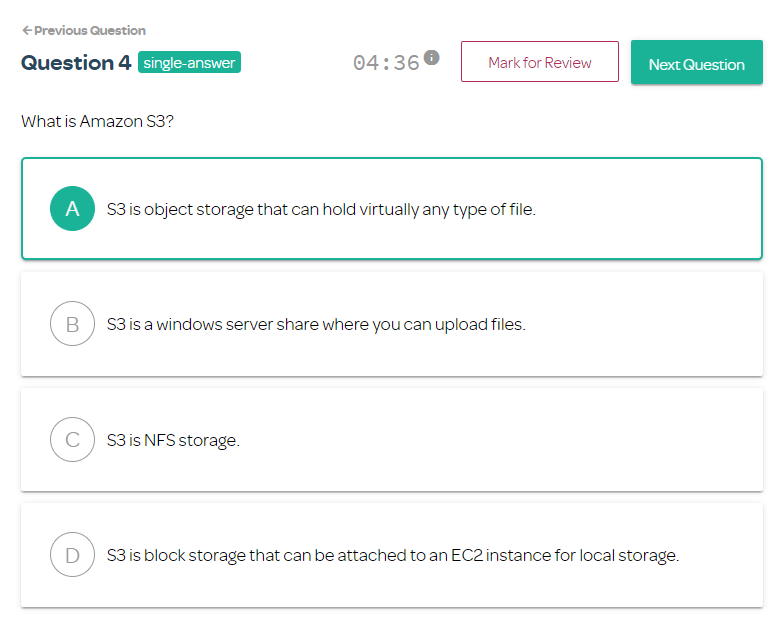 ←Previous Question
Question 4 single-answer 04:36 i Mark for Review Next Question
What is Amazon S3?
A S3 is object storage that can hold virtually any type of file.
B S3 is a windows server share where you can upload files.
C S3 is NFS storage.
D S3 is block storage that can be attached to an EC2 instance for local storage.